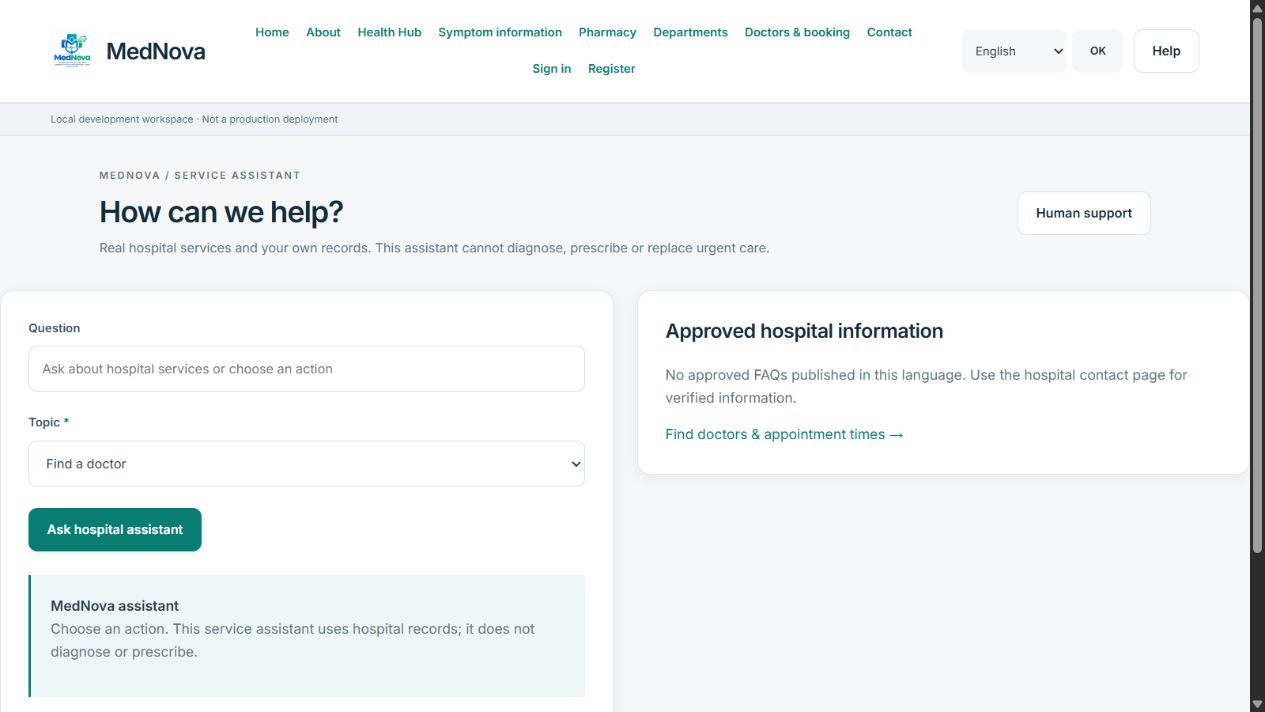 MedNova
MedNova
Home About Health Hub Symptom information Pharmacy Departments Doctors & booking Contact
Sign in Register
English
OK
Help
Local development workspace · Not a production deployment
MEDNOVA / SERVICE ASSISTANT
How can we help?
Real hospital services and your own records. This assistant cannot diagnose, prescribe or replace urgent care.
Human support
Question
Ask about hospital services or choose an action
Topic *
Find a doctor
Ask hospital assistant
MedNova assistant
Choose an action. This service assistant uses hospital records; it does not
diagnose or prescribe.
Approved hospital information
No approved FAQs published in this language. Use the hospital contact page for
verified information.
Find doctors & appointment times →